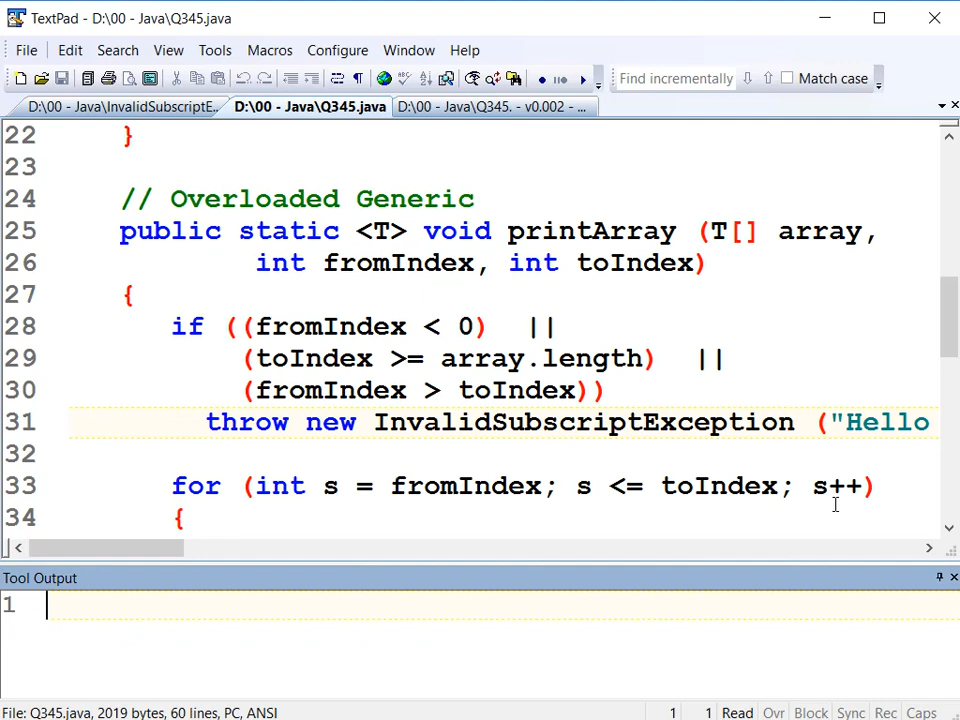 TextPad - D:\00 - Java\Q345.java
File Edit Search View Tools Macros Configure Window Help
Find incrementally Match case
D:\00 - Java\InvalidSubscriptE.. D:\00 - Java\Q345.java D:\00 - Java\Q345. - v0.002 - ...
22 }
23
24 // Overloaded Generic
25 public static <T> void printArray (T[] array,
26 int fromIndex, int toIndex)
27 {
28 if ((fromIndex < 0) ||
29 (toIndex >= array.length) ||
30 (fromIndex > toIndex))
31 throw new InvalidSubscriptException ("Hello
32
33 for (int s = fromIndex; s <= toIndex; s++)
34 {
Tool Output
1
File: Q345.java, 2019 bytes, 60 lines, PC, ANSI 1 1 Read Ovr Block Sync Rec Caps